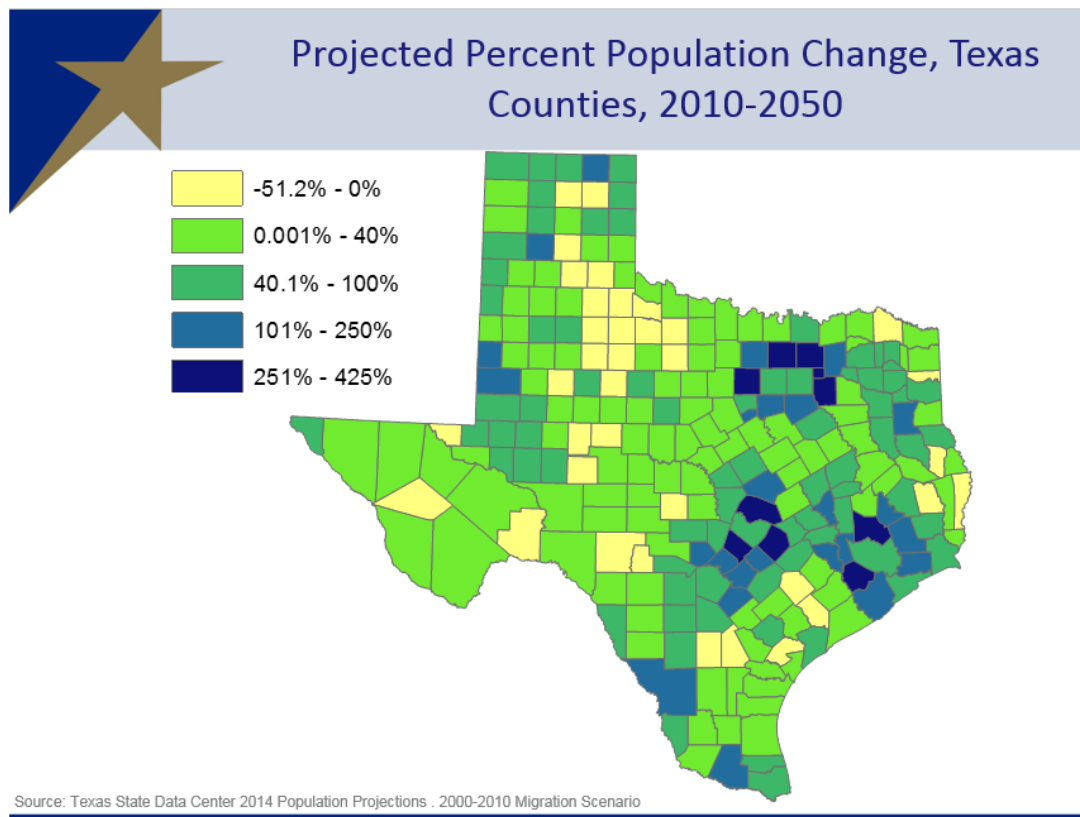 Projected Percent Population Change, Texas
Counties, 2010-2050
-51.2% - 0%
0.001% - 40%
40.1% - 100%
101% - 250%
251% - 425%
Source: Texas State Data Center 2014 Population Projections . 2000-2010 Migration Scenario